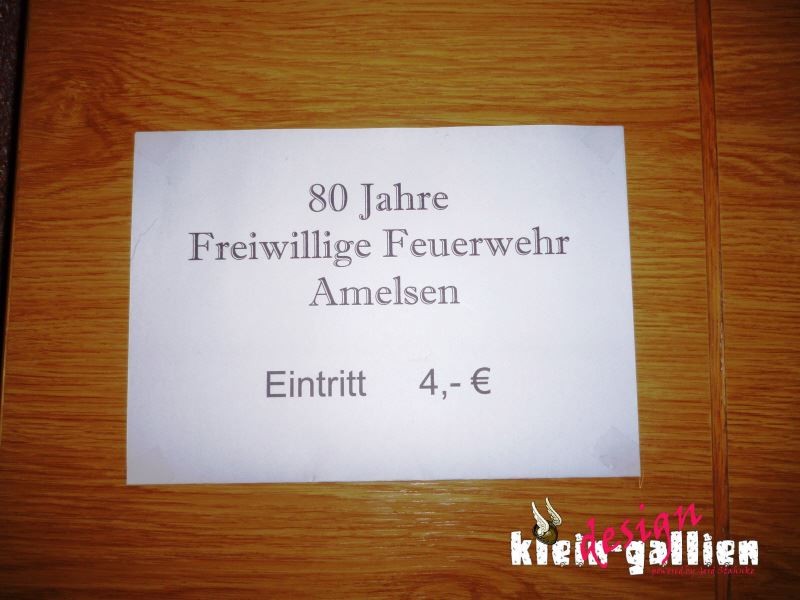 80 Jahre
Freiwillige Feuerwehr
Amelsen
Eintritt 4,- €
design
klein-gallien